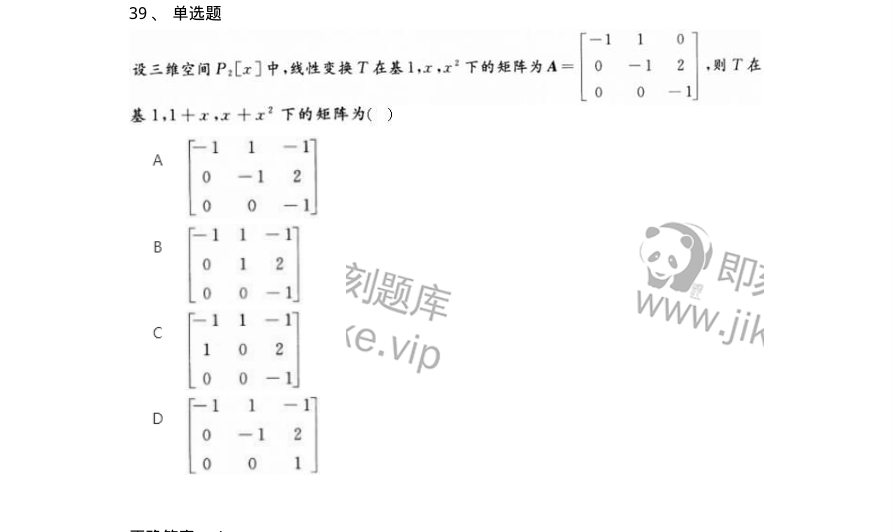 39 、 单选题
设三维空间 P₂[x] 中,线性变换 T 在基 1,x,x² 下的矩阵为 A = [ -1 1 0 ; 0 -1 2 ; 0 0 -1 ] ,则 T 在
基 1,1+x,x+x² 下的矩阵为( )
A [ -1 1 -1 ; 0 -1 2 ; 0 0 -1 ]
B [ -1 1 -1 ; 0 1 2 ; 0 0 -1 ]
C [ -1 1 -1 ; 1 0 2 ; 0 0 -1 ]
D [ -1 1 -1 ; 0 -1 2 ; 0 0 1 ]
刻题库
ke.vip
即
www.jik